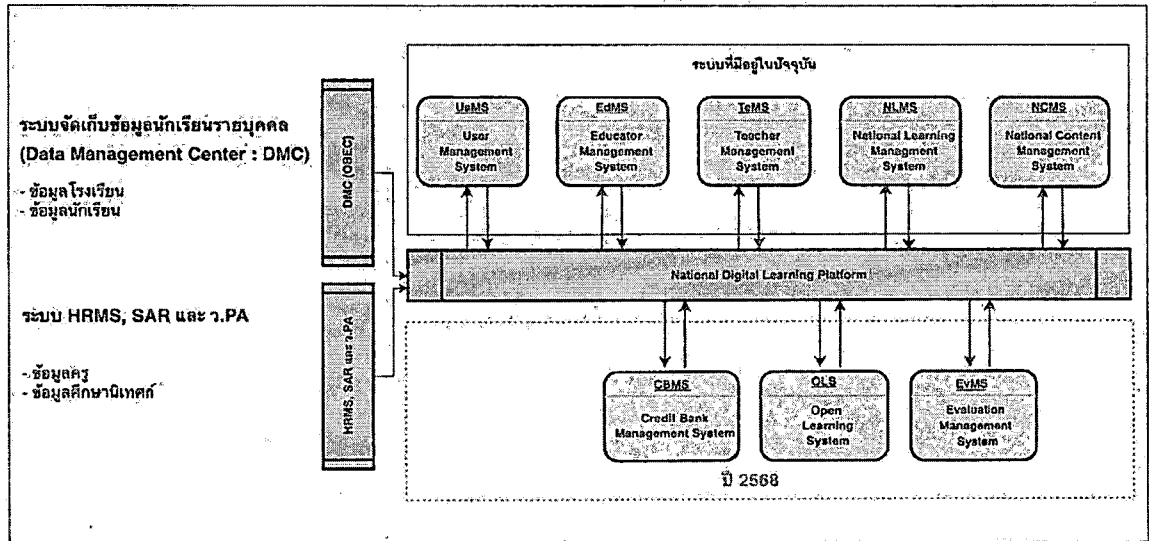 ระบบจัดเก็บข้อมูลนักเรียนรายบุคคล
(Data Management Center : DMC)
- ข้อมูลโรงเรียน
- ข้อมูลนักเรียน
ระบบ HRMS, SAR และ ว.PA
- ข้อมูลครู
- ข้อมูลศึกษานิเทศก์
DMC (OBEC)
HRMS, SAR และ ว.PA
ระบบที่มีอยู่ในปัจจุบัน
UsMS
User
Management
System
EdMS
Educator
Management
System
TeMS
Teacher
Management
System
NLMS
National Learning
Managment
System
NCMS
National Content
Management
System
National Digital Learning Platform
CBMS
Credit Bank
Management System
OLS
Open
Learning
System
EvMS
Evaluation
Management
System
ปี 2568